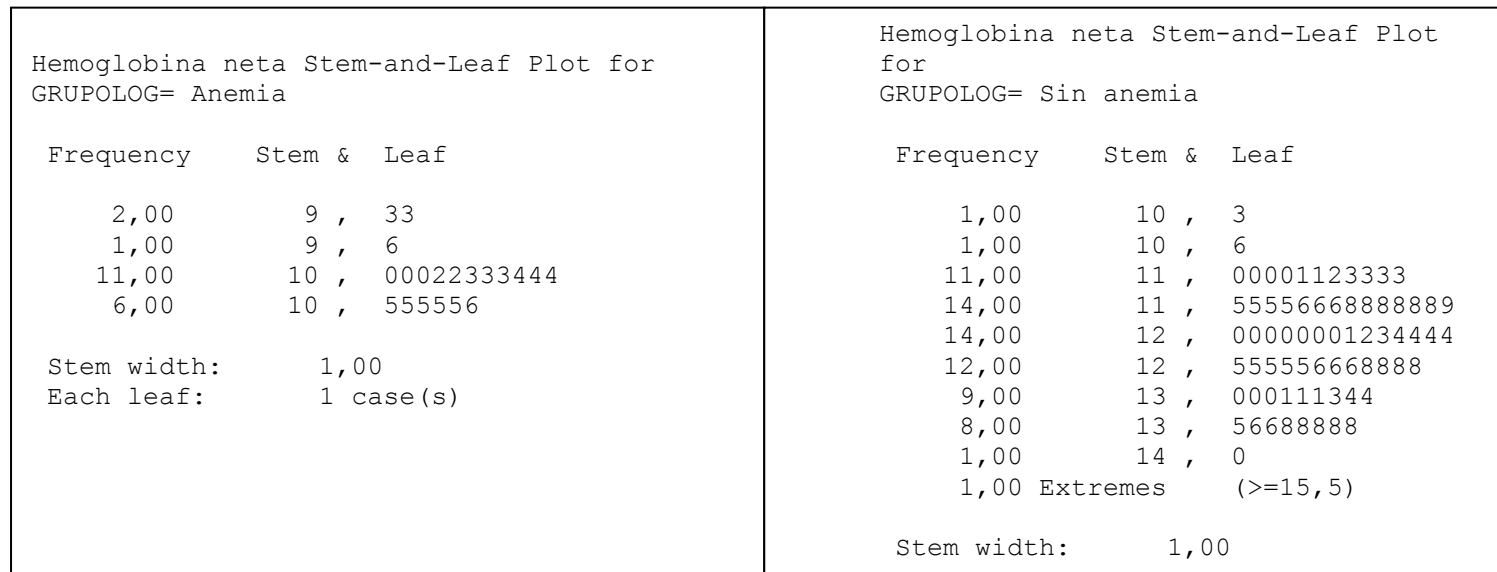 Hemoglobina neta Stem-and-Leaf Plot for
GRUPOLOG= Anemia
Frequency Stem & Leaf
2,00 9 , 33
1,00 9 , 6
11,00 10 , 00022333444
6,00 10 , 555556
Stem width: 1,00
Each leaf: 1 case(s)
Hemoglobina neta Stem-and-Leaf Plot
for
GRUPOLOG= Sin anemia
Frequency Stem & Leaf
1,00 10 , 3
1,00 10 , 6
11,00 11 , 00001123333
14,00 11 , 55556668888889
14,00 12 , 00000001234444
12,00 12 , 555556668888
9,00 13 , 000111344
8,00 13 , 56688888
1,00 14 , 0
1,00 Extremes (>=15,5)
Stem width: 1,00